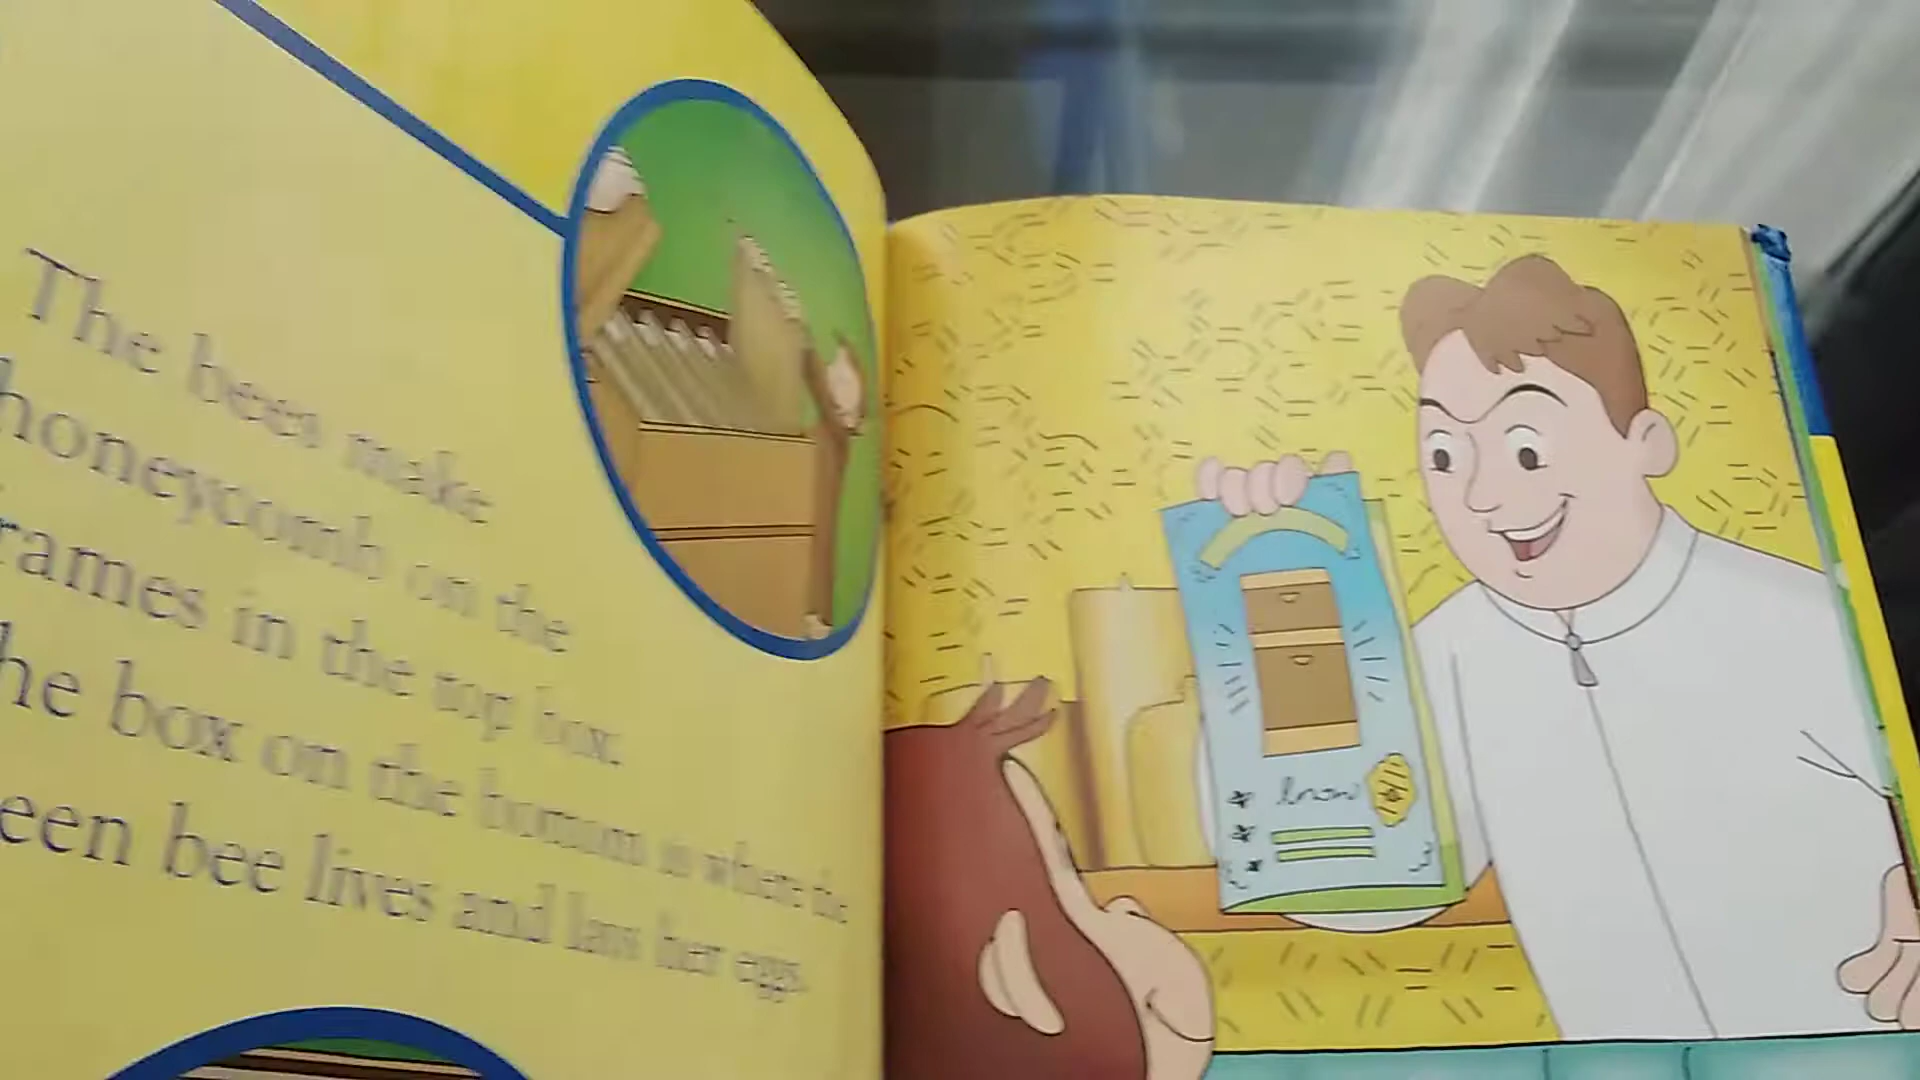 The bees make
honeycomb on the
rames in the top box.
he box on the bottom is where the
een bee lives and lays her eggs.
know